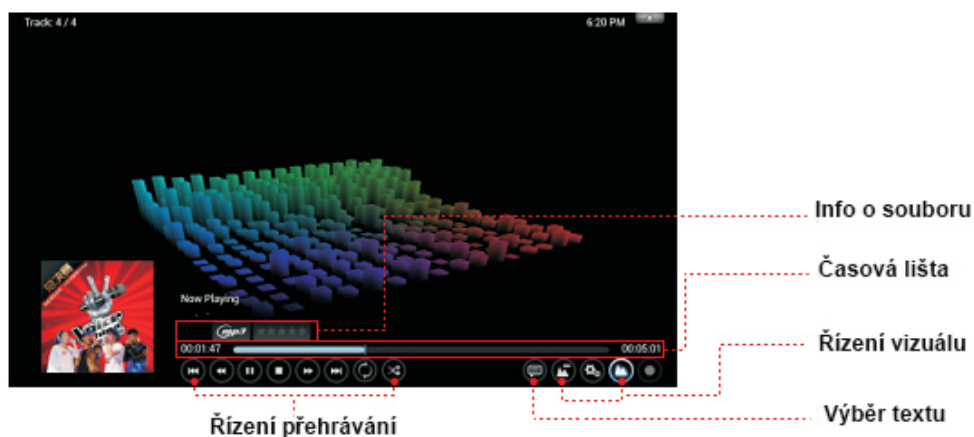 Track: 4 / 4
6:20 PM
Info o souboru
Časová lišta
Now Playing
mp3
00:01:47
00:05:01
Řízení vizuálu
Řízení přehrávání
Výběr textu